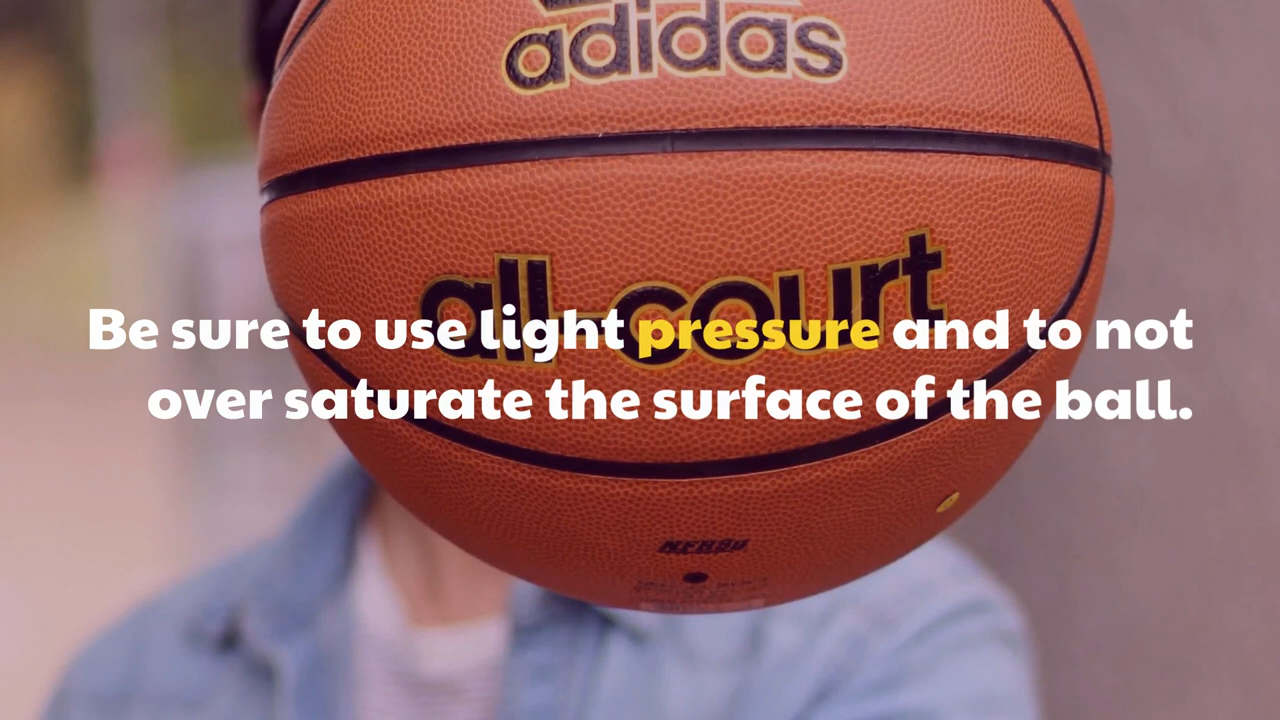 adidas
all-court
Be sure to use light pressure and to not
over saturate the surface of the ball.